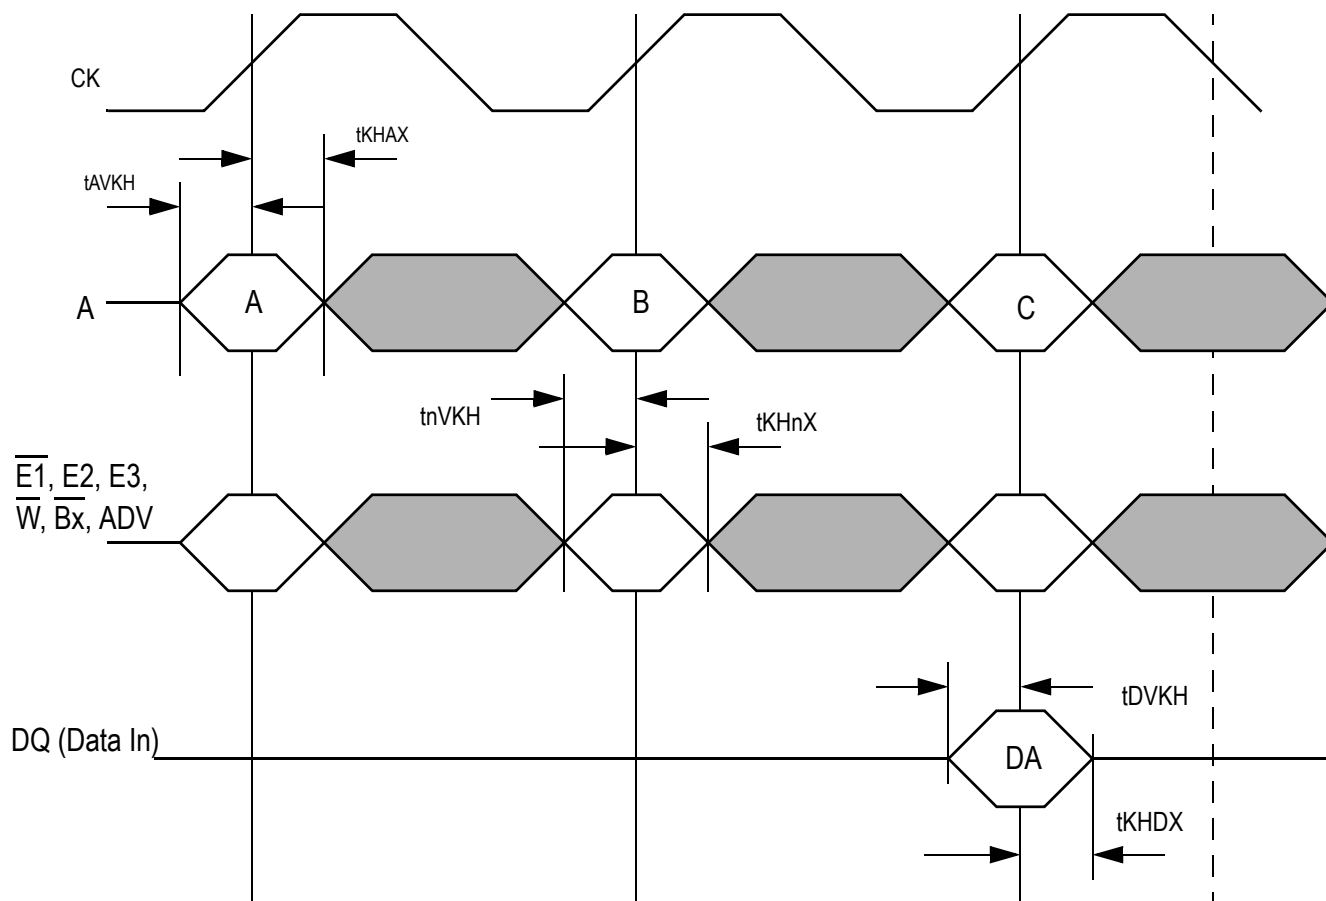 CK
tKHAX
tAVKH
A
A
B
C
tnVKH
tKHnX
E1, E2, E3,
W, Bx, ADV
tDVKH
DQ (Data In)
DA
tKHDX